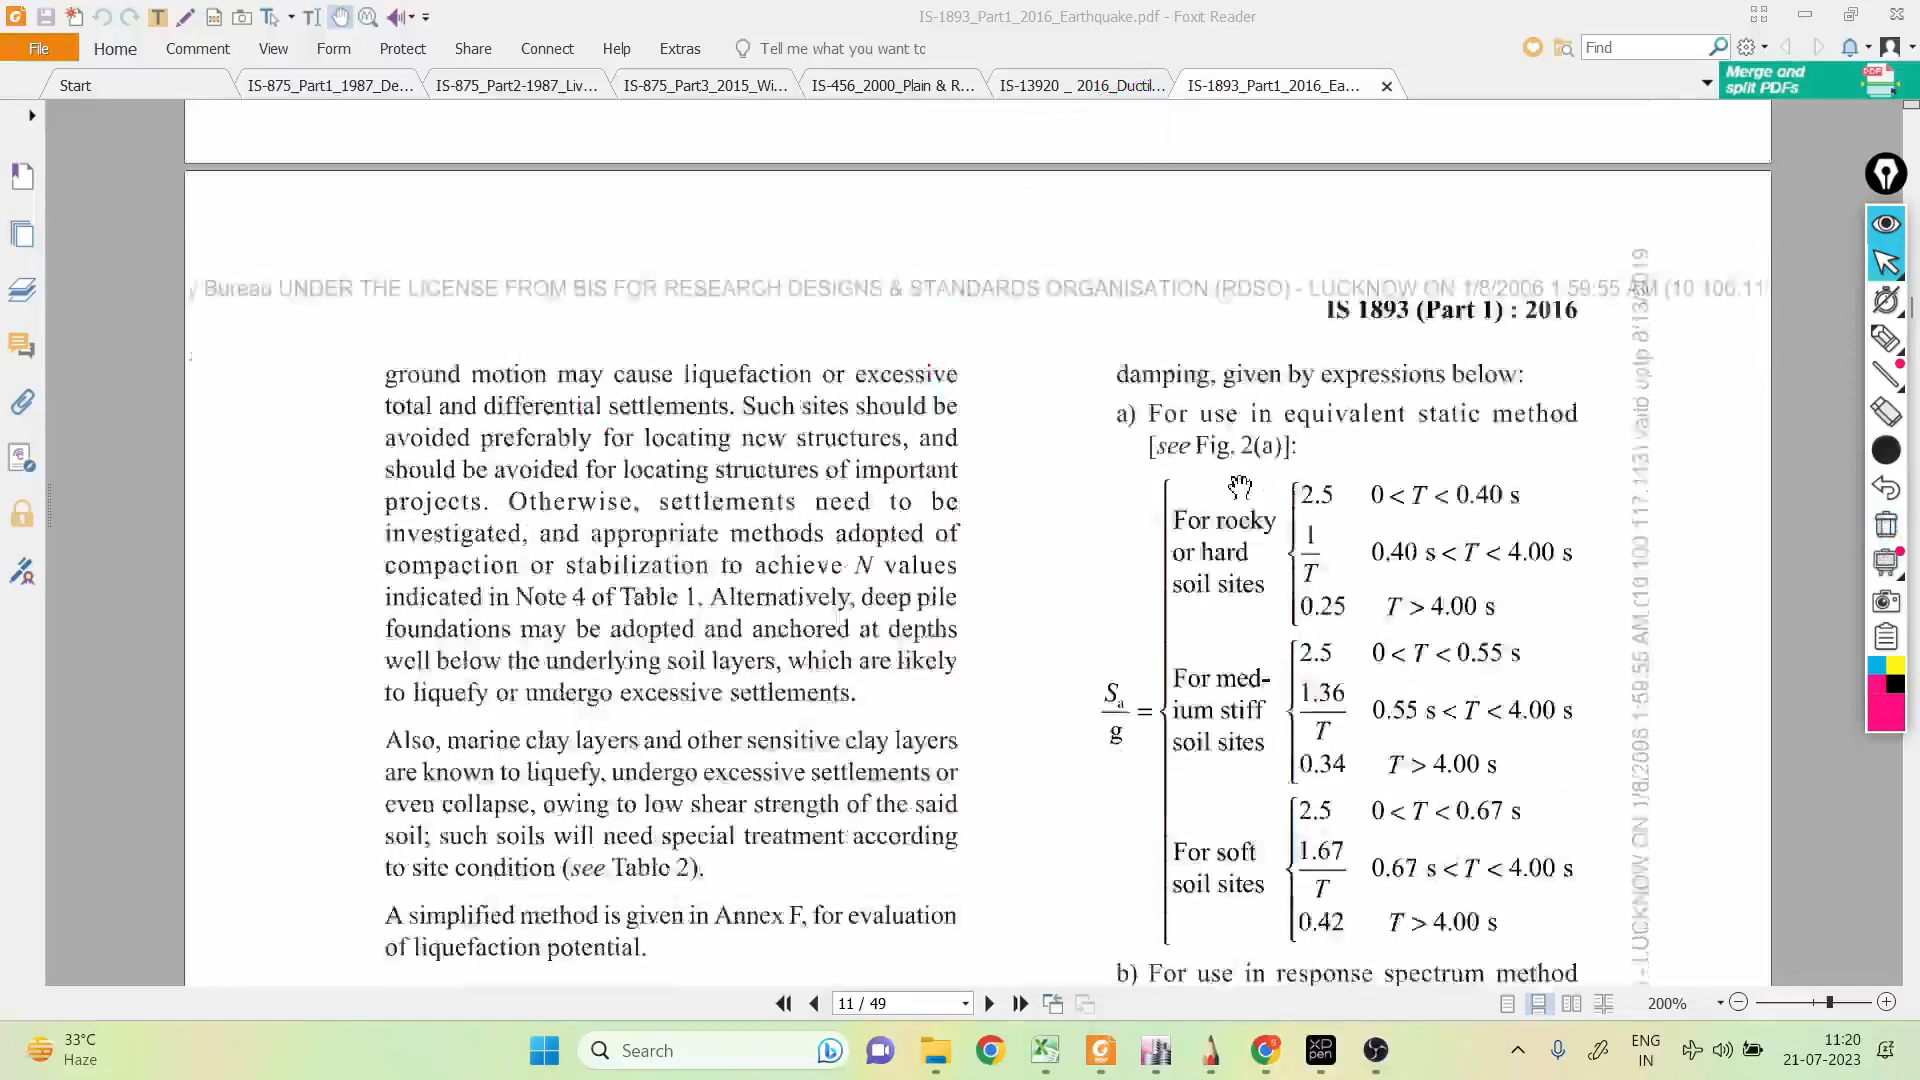 IS-1893_Part1_2016_Earthquake.pdf - Foxit Reader
File Home Comment View Form Protect Share Connect Help Extras Tell me what you want to Find
Start IS-875_Part1_1987_De... IS-875_Part2-1987_Liv... IS-875_Part3_2015_Wi... IS-456_2000_Plain & R... IS-13920 _ 2016_Ductil... IS-1893_Part1_2016_Ea...
Merge and
split PDFs
y Bureau UNDER THE LICENSE FROM BIS FOR RESEARCH DESIGNS & STANDARDS ORGANISATION (RDSO) - LUCKNOW ON 1/8/2006 1:59:55 AM (10 106.11
IS 1893 (Part 1) : 2016
ground motion may cause liquefaction or excessive
total and differential settlements. Such sites should be
avoided preferably for locating new structures, and
should be avoided for locating structures of important
projects. Otherwise, settlements need to be
investigated, and appropriate methods adopted of
compaction or stabilization to achieve N values
indicated in Note 4 of Table 1. Alternatively, deep pile
foundations may be adopted and anchored at depths
well below the underlying soil layers, which are likely
to liquefy or undergo excessive settlements.
Also, marine clay layers and other sensitive clay layers
are known to liquefy, undergo excessive settlements or
even collapse, owing to low shear strength of the said
soil; such soils will need special treatment according
to site condition (see Table 2).
A simplified method is given in Annex F, for evaluation
of liquefaction potential.
damping, given by expressions below:
a) For use in equivalent static method
[see Fig. 2(a)]:
Sa
g
=
For rocky
or hard
soil sites
2.5 0 < T < 0.40 s
1
T
0.40 s < T < 4.00 s
0.25 T > 4.00 s
For med-
ium stiff
soil sites
2.5 0 < T < 0.55 s
1.36
T
0.55 s < T < 4.00 s
0.34 T > 4.00 s
For soft
soil sites
2.5 0 < T < 0.67 s
1.67
T
0.67 s < T < 4.00 s
0.42 T > 4.00 s
b) For use in response spectrum method
11 / 49
200%
33°C
Haze
Search
XD
pen
ENG
IN
11:20
21-07-2023